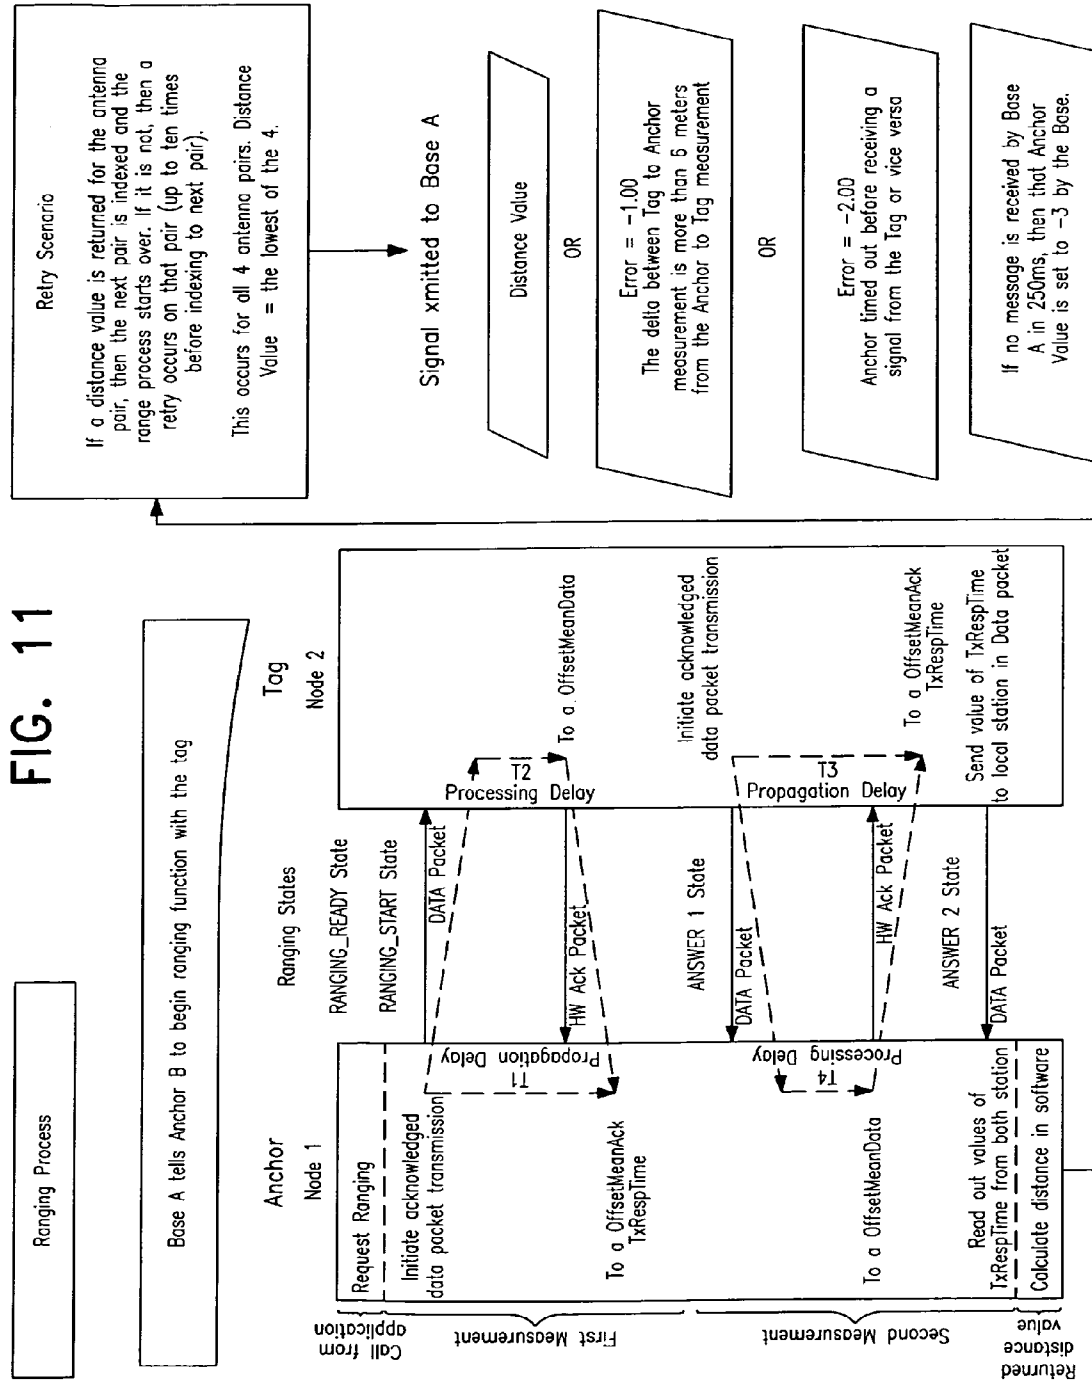 FIG. 11
Ranging Process
Base A tells Anchor B to begin ranging function with the tag
Anchor
Node 1
Ranging States
Tag
Node 2
Call from
application
First Measurement
Second Measurement
Returned
distance
value
Request Ranging
Initiate acknowledged
data packet transmission
T1
Propagation Delay
To a OffsetMeanAck
TxRespTime
T4
Processing Delay
To a OffsetMeanData
Read out values of
TxRespTime from both station
Calculate distance in software
RANGING_READY State
RANGING_START State
DATA Packet
HW Ack Packet
ANSWER 1 State
DATA Packet
HW Ack Packet
ANSWER 2 State
DATA Packet
T2
Processing Delay
To a OffsetMeanData
Initiate acknowledged
data packet transmission
T3
Propagation Delay
To a OffsetMeanAck
TxRespTime
Send value of TxRespTime
to local station in Data packet
Retry Scenario
If a distance value is returned for the antenna
pair, then the next pair is indexed and the
range process starts over. If it is not, then a
retry occurs on that pair (up to ten times
before indexing to next pair).
This occurs for all 4 antenna pairs. Distance
Value = the lowest of the 4.
Signal xmitted to Base A
Distance Value
OR
Error = -1.00
The delta between Tag to Anchor
measurement is more than 6 meters
from the Anchor to Tag measurement
OR
Error = -2.00
Anchor timed out before receiving a
signal from the Tag or vice versa
If no message is received by Base
A in 250ms, then that Anchor
Value is set to -3 by the Base.